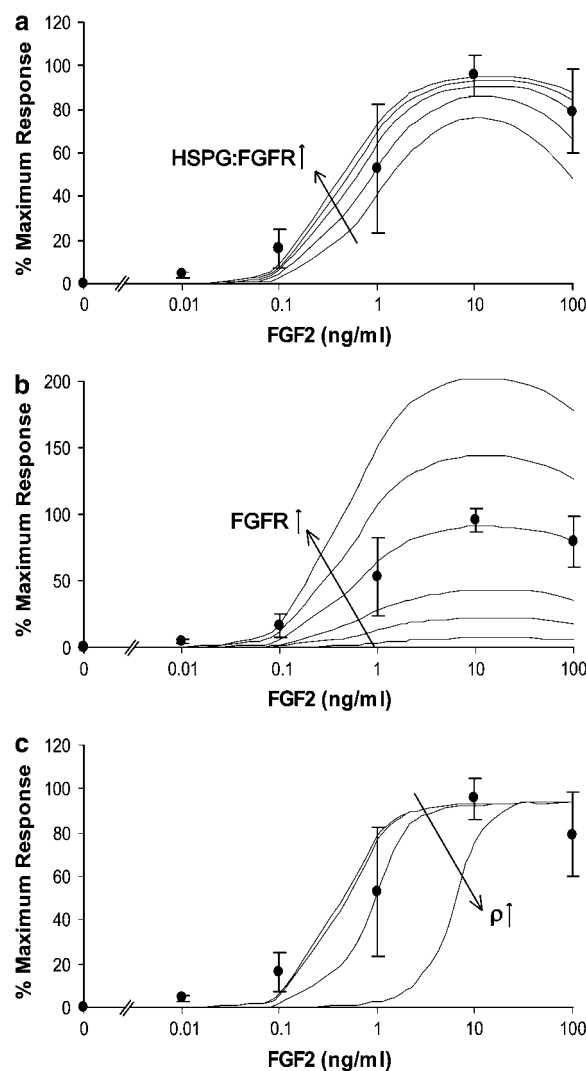 a
120
100
80
60
40
20
0
% Maximum Response
HSPG:FGFR↑
0 0.01 0.1 1 10 100
FGF2 (ng/ml)
b
200
150
100
50
0
% Maximum Response
FGFR↑
0 0.01 0.1 1 10 100
FGF2 (ng/ml)
c
120
100
80
60
40
20
0
% Maximum Response
ρ↑
0 0.01 0.1 1 10 100
FGF2 (ng/ml)